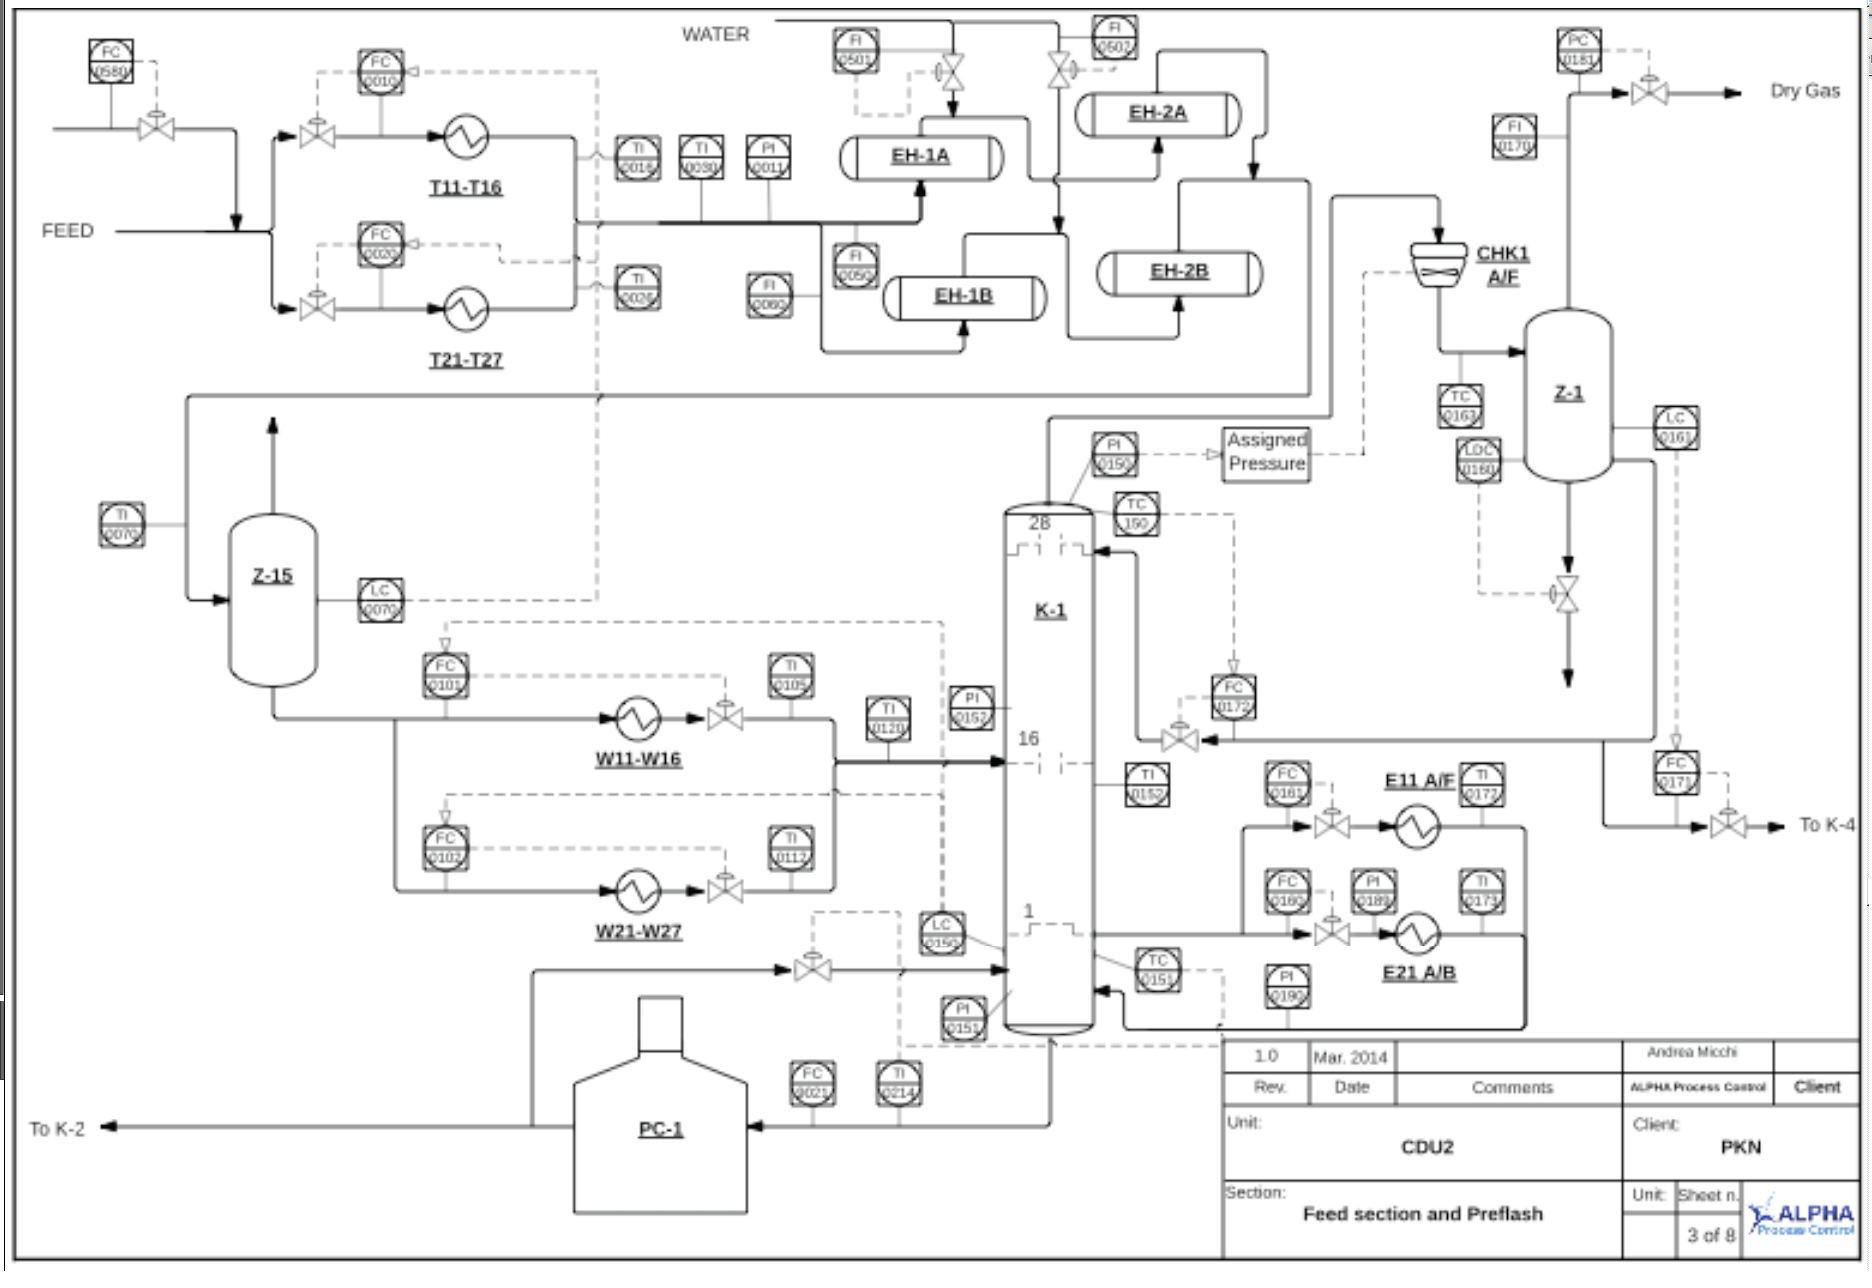 WATER
FI
0501
FI
0502
FC
0580
FC
0010
PC
0181
Dry Gas
EH-2A
FI
0170
TI
0016
TI
0030
PI
0011
EH-1A
T11-T16
FEED
FC
0020
CHK1
A/F
FI
0050
EH-2B
TI
0026
FI
0060
EH-1B
T21-T27
Z-1
TC
0163
LC
0161
PI
0150
Assigned
Pressure
LDC
0160
TI
0070
TC
150
28
Z-15
LC
0070
K-1
FC
0101
TI
0105
PI
0152
FC
0172
TI
0120
16
W11-W16
TI
0152
FC
0161
E11 A/F
TI
0172
FC
0171
To K-4
FC
0102
TI
0112
FC
0160
PI
0189
TI
0173
1
W21-W27
LC
0150
TC
0151
E21 A/B
PI
0190
PI
0151
FC
0021
TI
0214
To K-2
PC-1
1.0
Mar. 2014
Andrea Micchi
Rev.
Date
Comments
ALPHA Process Control
Client
Unit:
CDU2
Client:
PKN
Section:
Feed section and Preflash
Unit:
Sheet n.
3 of 8
ALPHA
Process Control